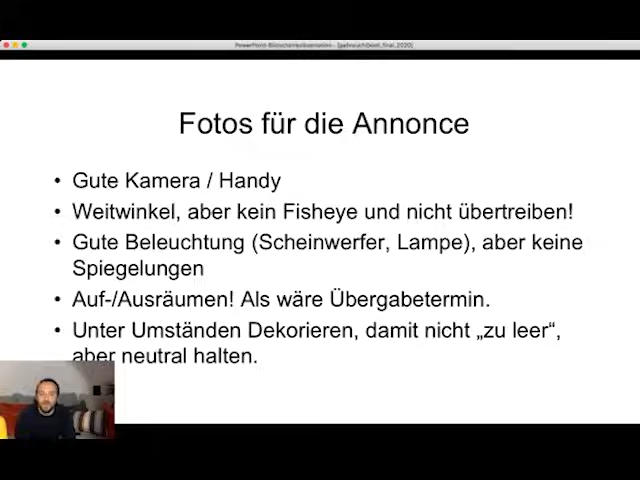 PowerPoint-Bildschirmpräsentation - [gebrauchtboot_final_2020]
Fotos für die Annonce
• Gute Kamera / Handy
• Weitwinkel, aber kein Fisheye und nicht übertreiben!
• Gute Beleuchtung (Scheinwerfer, Lampe), aber keine
Spiegelungen
• Auf-/Ausräumen! Als wäre Übergabetermin.
• Unter Umständen Dekorieren, damit nicht „zu leer“,
aber neutral halten.